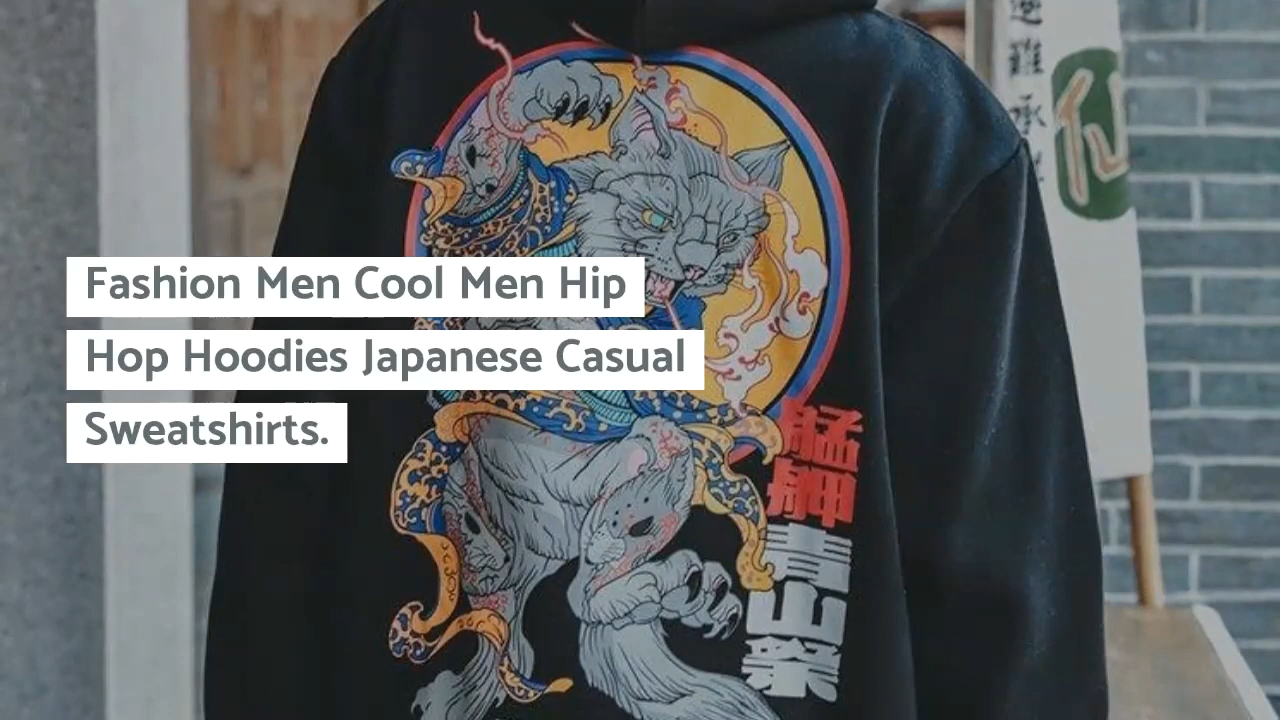 Fashion Men Cool Men Hip
Hop Hoodies Japanese Casual
Sweatshirts.
艋舺
青山祭